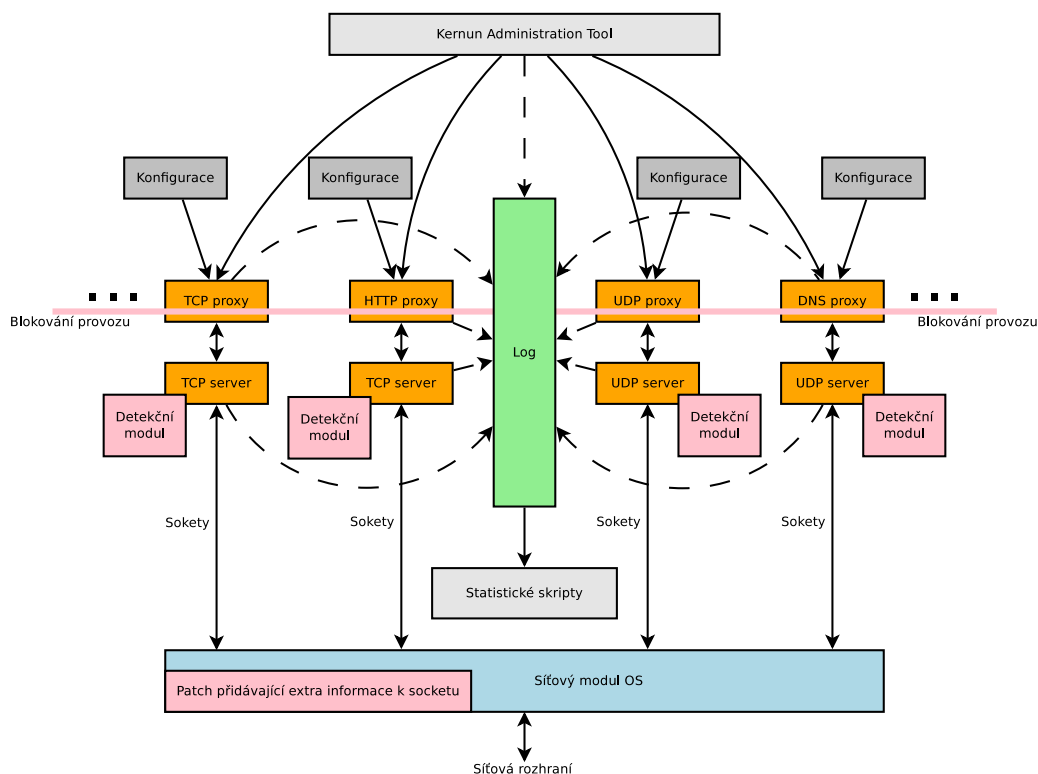 Kernun Administration Tool
Konfigurace
Konfigurace
Konfigurace
Konfigurace
TCP proxy
HTTP proxy
UDP proxy
DNS proxy
Blokování provozu
Blokování provozu
Log
TCP server
TCP server
UDP server
UDP server
Detekční
modul
Detekční
modul
Detekční
modul
Detekční
modul
Sokety
Sokety
Sokety
Sokety
Statistické skripty
Síťový modul OS
Patch přidávající extra informace k socketu
Síťová rozhraní